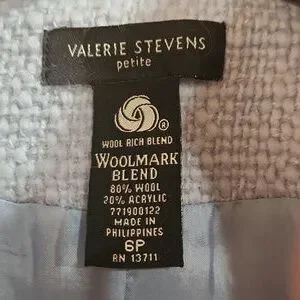 VALERIE STEVENS
petite
®
WOOL RICH BLEND
WOOLMARK
BLEND
80% WOOL
20% ACRYLIC
771900122
MADE IN
PHILIPPINES
6P
RN 13711